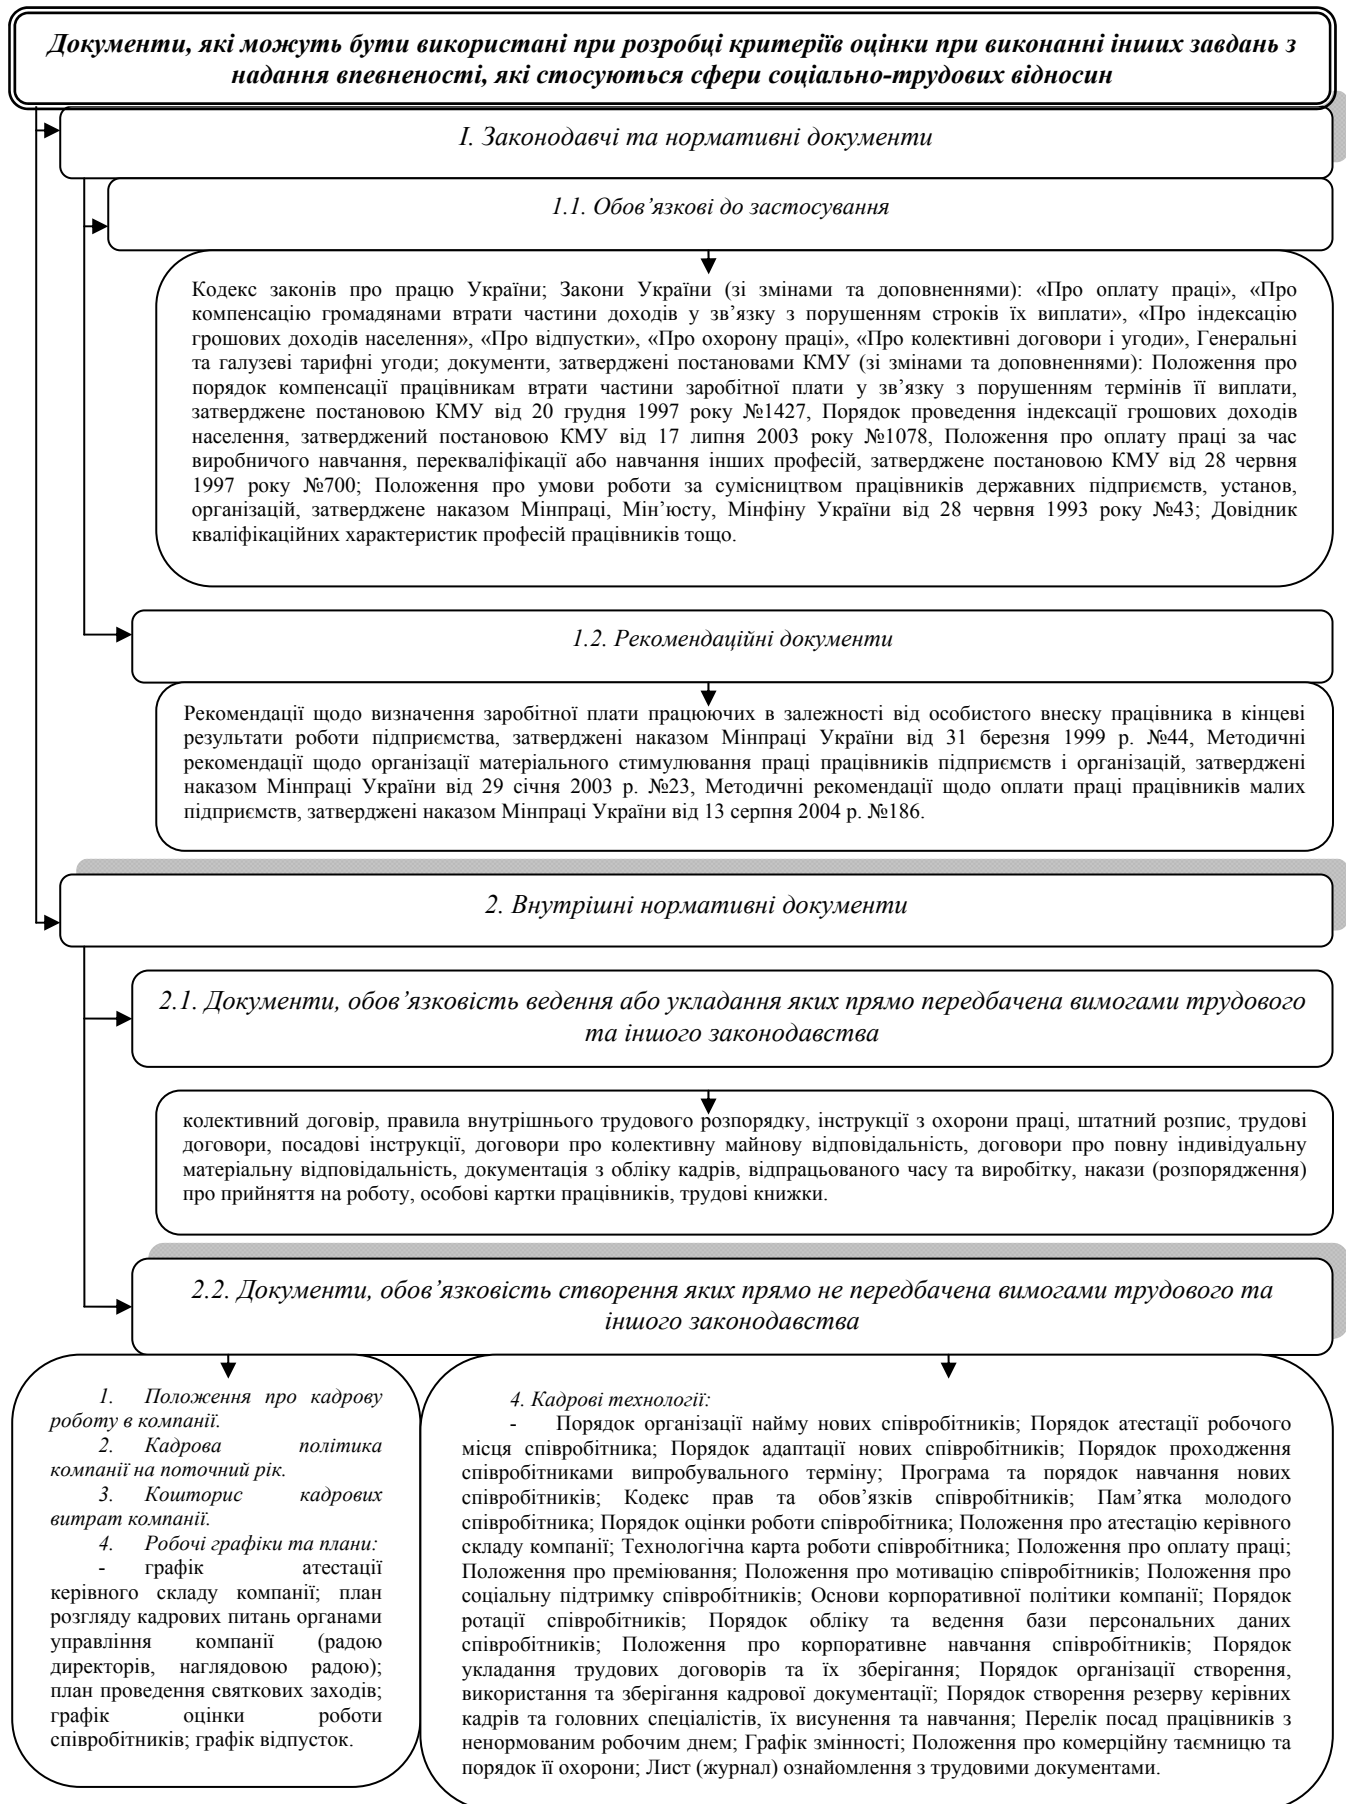 Документи, які можуть бути використані при розробці критеріїв оцінки при виконанні інших завдань з
надання впевненості, які стосуються сфери соціально-трудових відносин
І. Законодавчі та нормативні документи
1.1. Обов’язкові до застосування
Кодекс законів про працю України; Закони України (зі змінами та доповненнями): «Про оплату праці», «Про
компенсацію громадянами втрати частини доходів у зв’язку з порушенням строків їх виплати», «Про індексацію
грошових доходів населення», «Про відпустки», «Про охорону праці», «Про колективні договори і угоди», Генеральні
та галузеві тарифні угоди; документи, затверджені постановами КМУ (зі змінами та доповненнями): Положення про
порядок компенсації працівникам втрати частини заробітної плати у зв’язку з порушенням термінів її виплати,
затверджене постановою КМУ від 20 грудня 1997 року №1427, Порядок проведення індексації грошових доходів
населення, затверджений постановою КМУ від 17 липня 2003 року №1078, Положення про оплату праці за час
виробничого навчання, перекваліфікації або навчання інших професій, затверджене постановою КМУ від 28 червня
1997 року №700; Положення про умови роботи за сумісництвом працівників державних підприємств, установ,
організацій, затверджене наказом Мінпраці, Мін’юсту, Мінфіну України від 28 червня 1993 року №43; Довідник
кваліфікаційних характеристик професій працівників тощо.
1.2. Рекомендаційні документи
Рекомендації щодо визначення заробітної плати працюючих в залежності від особистого внеску працівника в кінцеві
результати роботи підприємства, затверджені наказом Мінпраці України від 31 березня 1999 р. №44, Методичні
рекомендації щодо організації матеріального стимулювання праці працівників підприємств і організацій, затверджені
наказом Мінпраці України від 29 січня 2003 р. №23, Методичні рекомендації щодо оплати праці працівників малих
підприємств, затверджені наказом Мінпраці України від 13 серпня 2004 р. №186.
2. Внутрішні нормативні документи
2.1. Документи, обов’язковість ведення або укладання яких прямо передбачена вимогами трудового
та іншого законодавства
колективний договір, правила внутрішнього трудового розпорядку, інструкції з охорони праці, штатний розпис, трудові
договори, посадові інструкції, договори про колективну майнову відповідальність, договори про повну індивідуальну
матеріальну відповідальність, документація з обліку кадрів, відпрацьованого часу та виробітку, накази (розпорядження)
про прийняття на роботу, особові картки працівників, трудові книжки.
2.2. Документи, обов’язковість створення яких прямо не передбачена вимогами трудового та
іншого законодавства
1. Положення про кадрову
роботу в компанії.
2. Кадрова політика
компанії на поточний рік.
3. Кошторис кадрових
витрат компанії.
4. Робочі графіки та плани:
- графік атестації
керівного складу компанії; план
розгляду кадрових питань органами
управління компанії (радою
директорів, наглядовою радою);
план проведення святкових заходів;
графік оцінки роботи
співробітників; графік відпусток.
4. Кадрові технології:
- Порядок організації найму нових співробітників; Порядок атестації робочого
місця співробітника; Порядок адаптації нових співробітників; Порядок проходження
співробітниками випробувального терміну; Програма та порядок навчання нових
співробітників; Кодекс прав та обов’язків співробітників; Пам’ятка молодого
співробітника; Порядок оцінки роботи співробітника; Положення про атестацію керівного
складу компанії; Технологічна карта роботи співробітника; Положення про оплату праці;
Положення про преміювання; Положення про мотивацію співробітників; Положення про
соціальну підтримку співробітників; Основи корпоративної політики компанії; Порядок
ротації співробітників; Порядок обліку та ведення бази персональних даних
співробітників; Положення про корпоративне навчання співробітників; Порядок
укладання трудових договорів та їх зберігання; Порядок організації створення,
використання та зберігання кадрової документації; Порядок створення резерву керівних
кадрів та головних спеціалістів, їх висунення та навчання; Перелік посад працівників з
ненормованим робочим днем; Графік змінності; Положення про комерційну таємницю та
порядок її охорони; Лист (журнал) ознайомлення з трудовими документами.